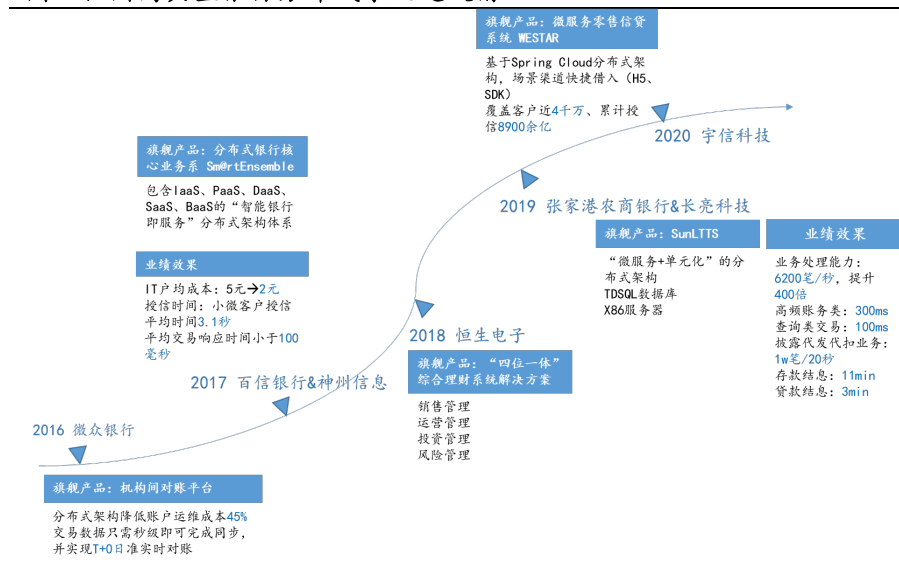 旗舰产品：微服务零售信贷
系统 WESTAR
基于Spring Cloud分布式架
构，场景渠道快捷借入（H5、
SDK）
覆盖客户近4千万、累计授
信8900余亿
2020 宇信科技
旗舰产品：分布式银行核
心业务系 Sm@rtEnsemble
包含IaaS、PaaS、DaaS、
SaaS、BaaS的“智能银行
即服务”分布式架构体系
业绩效果
IT户均成本：5元→2元
授信时间：小微客户授信
平均时间3.1秒
平均交易响应时间小于100
毫秒
2019 张家港农商银行&长亮科技
旗舰产品：SunLTTS
“微服务+单元化”的分
布式架构
TDSQL数据库
X86服务器
业绩效果
业务处理能力：
6200笔/秒，提升
400倍
高频账务类：300ms
查询类交易：100ms
披露代发代扣业务：
1w笔/20秒
存款结息：11min
贷款结息：3min
2018 恒生电子
旗舰产品：“四位一体”
综合理财系统解决方案
销售管理
运营管理
投资管理
风险管理
2017 百信银行&神州信息
2016 微众银行
旗舰产品：机构间对账平台
分布式架构降低账户运维成本45%
交易数据只需秒级即可完成同步，
并实现T+0日准实时对账